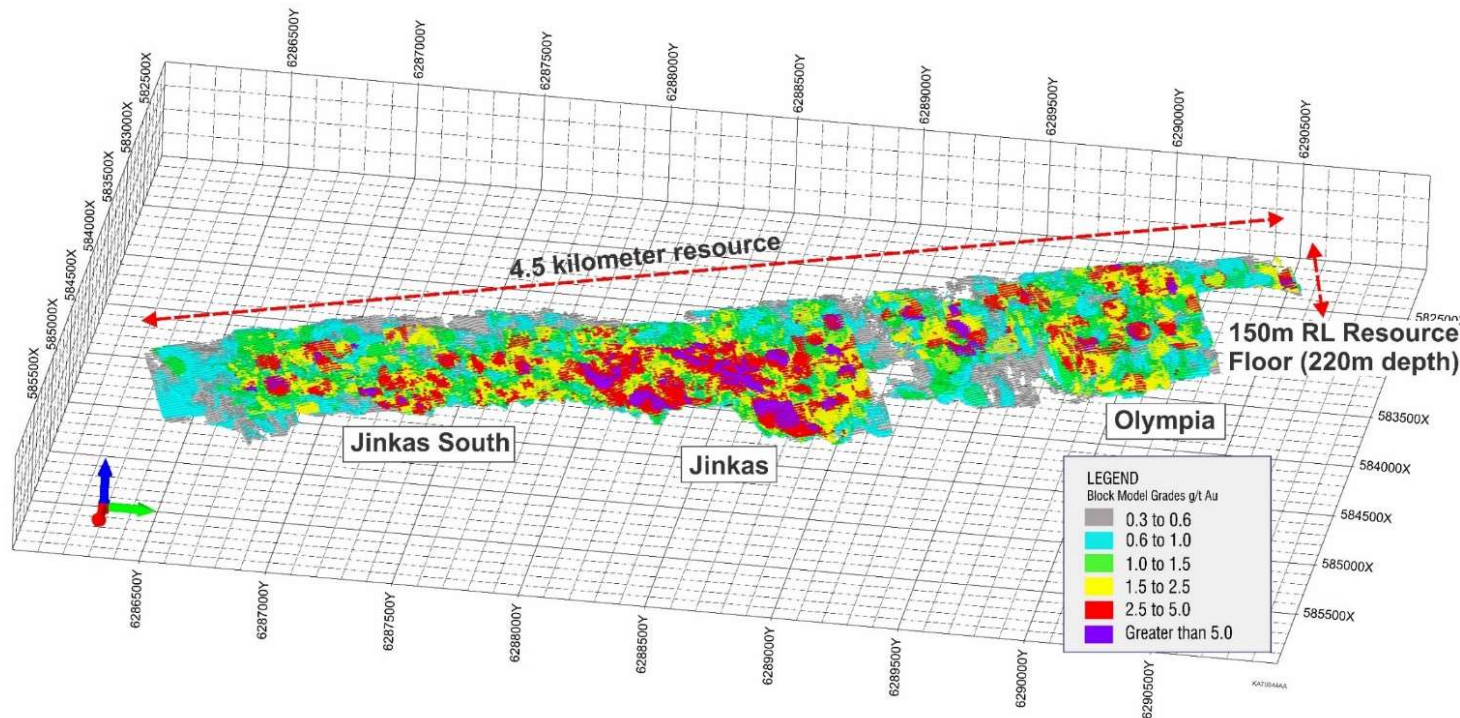 6286500Y
6287000Y
6287500Y
6288000Y
6288500Y
6289000Y
6289500Y
6290000Y
6290500Y
582500X
583000X
583500X
584000X
584500X
585000X
585500X
4.5 kilometer resource
582500
150m RL Resource
Floor (220m depth)
583500X
584000X
584500X
585000X
585500X
Jinkas South
Jinkas
Olympia
LEGEND
Block Model Grades g/t Au
0.3 to 0.6
0.6 to 1.0
1.0 to 1.5
1.5 to 2.5
2.5 to 5.0
Greater than 5.0
6286500Y
6287000Y
6287500Y
6288000Y
6288500Y
6289000Y
6289500Y
6290000Y
6290500Y